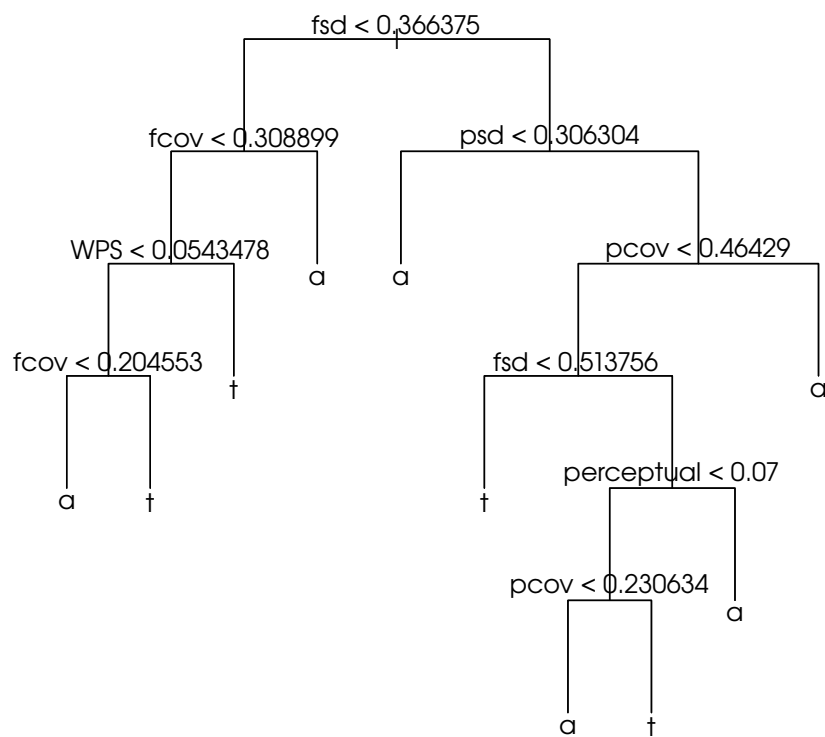 fsd < 0.366375
fcov < 0.308899
psd < 0.306304
WPS < 0.0543478
a
a
pcov < 0.46429
fcov < 0.204553
t
fsd < 0.513756
a
a
t
t
perceptual < 0.07
pcov < 0.230634
a
a
t